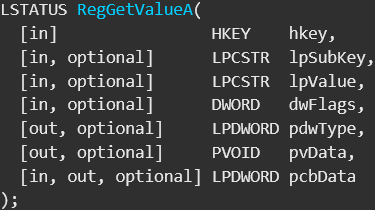 LSTATUS RegGetValueA(
  [in]                HKEY    hkey,
  [in, optional]      LPCSTR  lpSubKey,
  [in, optional]      LPCSTR  lpValue,
  [in, optional]      DWORD   dwFlags,
  [out, optional]     LPDWORD pdwType,
  [out, optional]     PVOID   pvData,
  [in, out, optional] LPDWORD pcbData
);